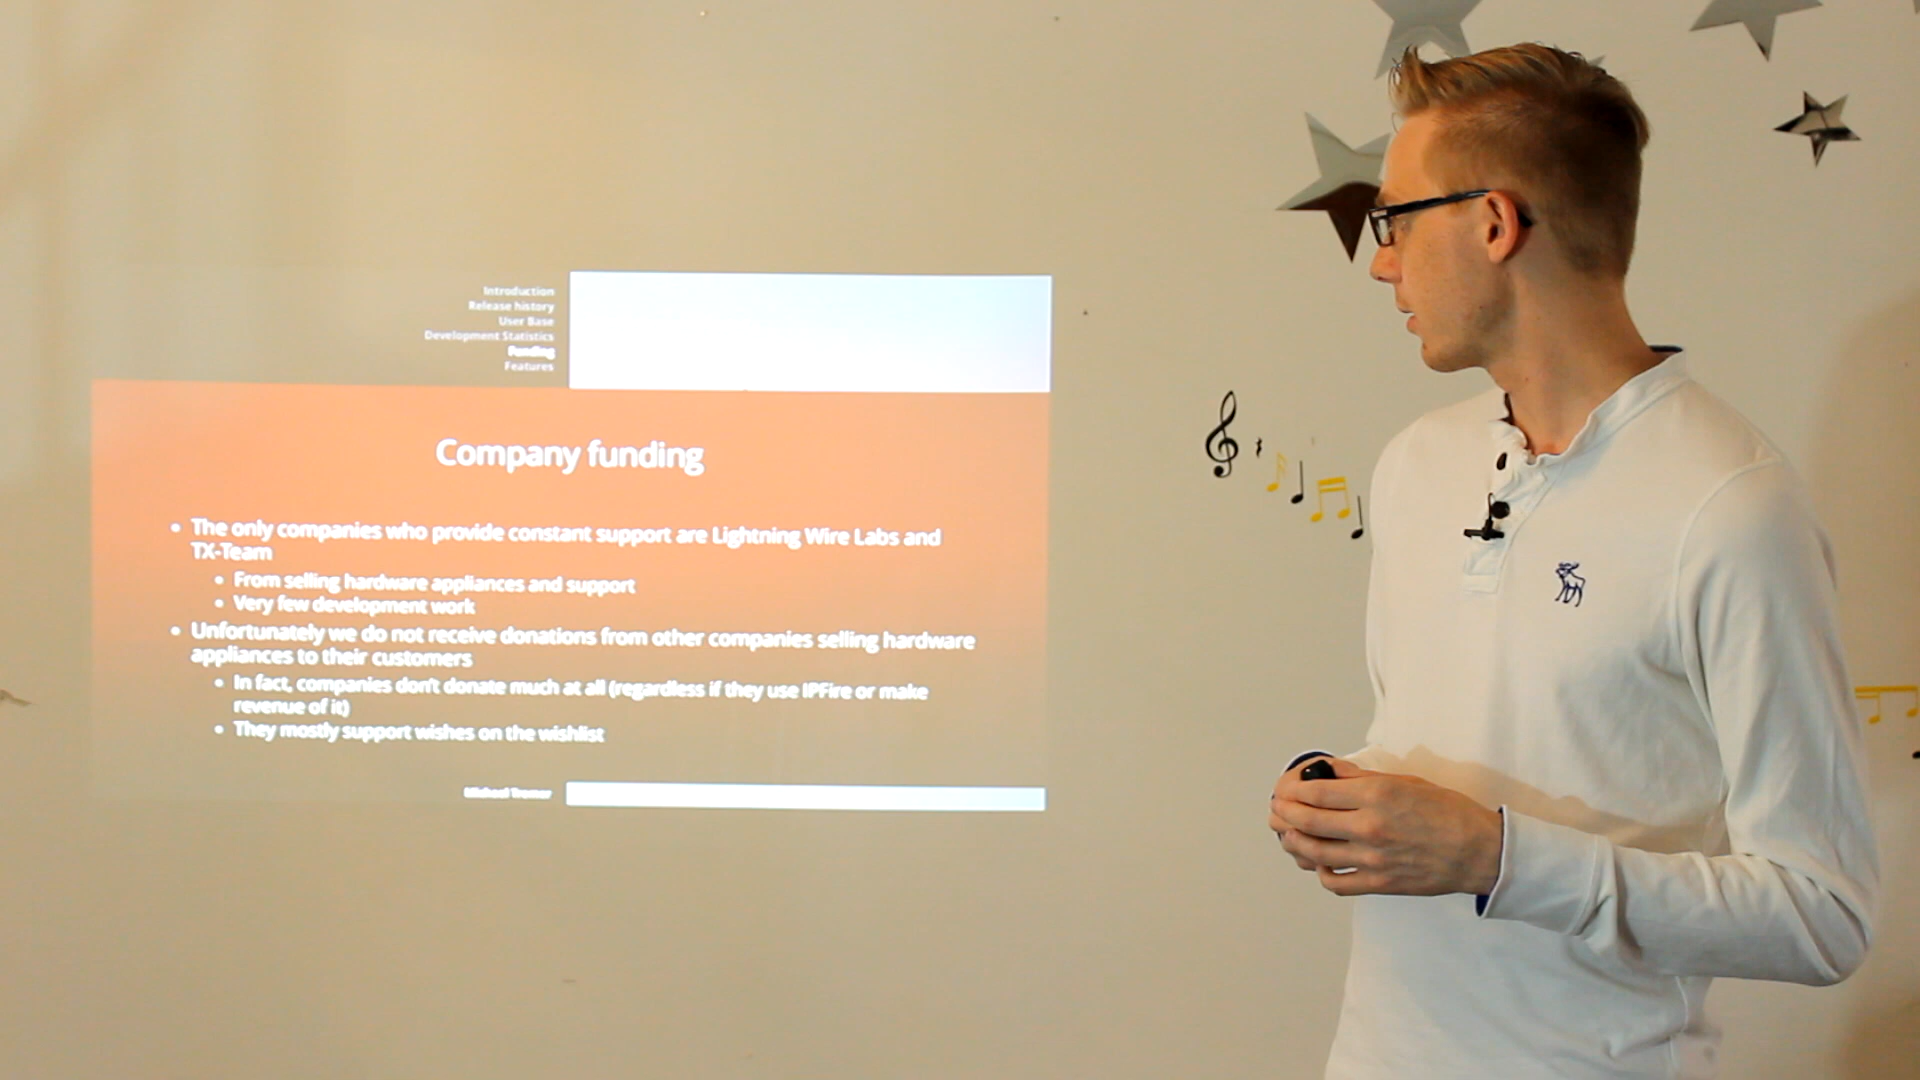 Introduction
Release history
User Base
Development Statistics
Funding
Features
Company funding
• The only companies who provide constant support are Lightning Wire Labs and
TX-Team
• From selling hardware appliances and support
• Very few development work
• Unfortunately we do not receive donations from other companies selling hardware
appliances to their customers
• In fact, companies don't donate much at all (regardless if they use IPFire or make
revenue of it)
• They mostly support wishes on the wishlist
Michael Tremer